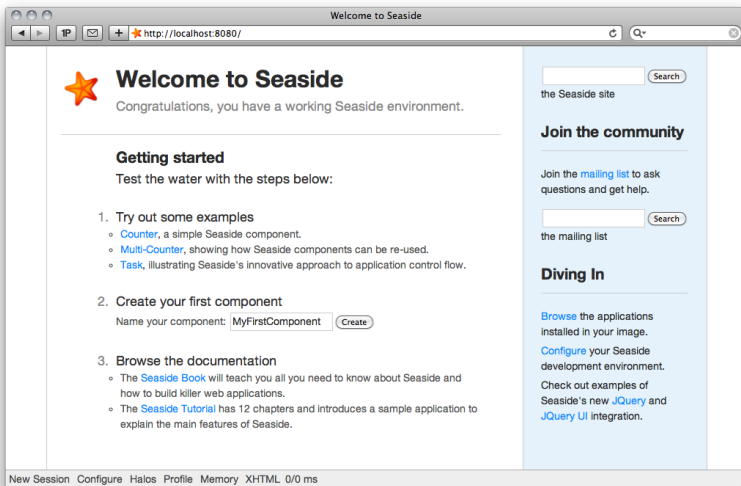 Welcome to Seaside
1P
http://localhost:8080/
Welcome to Seaside
Congratulations, you have a working Seaside environment.
Getting started
Test the water with the steps below:
1. Try out some examples
Counter, a simple Seaside component.
Multi-Counter, showing how Seaside components can be re-used.
Task, illustrating Seaside's innovative approach to application control flow.
2. Create your first component
Name your component: MyFirstComponent Create
3. Browse the documentation
The Seaside Book will teach you all you need to know about Seaside and
how to build killer web applications.
The Seaside Tutorial has 12 chapters and introduces a sample application to
explain the main features of Seaside.
Search
the Seaside site
Join the community
Join the mailing list to ask
questions and get help.
Search
the mailing list
Diving In
Browse the applications
installed in your image.
Configure your Seaside
development environment.
Check out examples of
Seaside's new JQuery and
JQuery UI integration.
New Session Configure Halos Profile Memory XHTML 0/0 ms